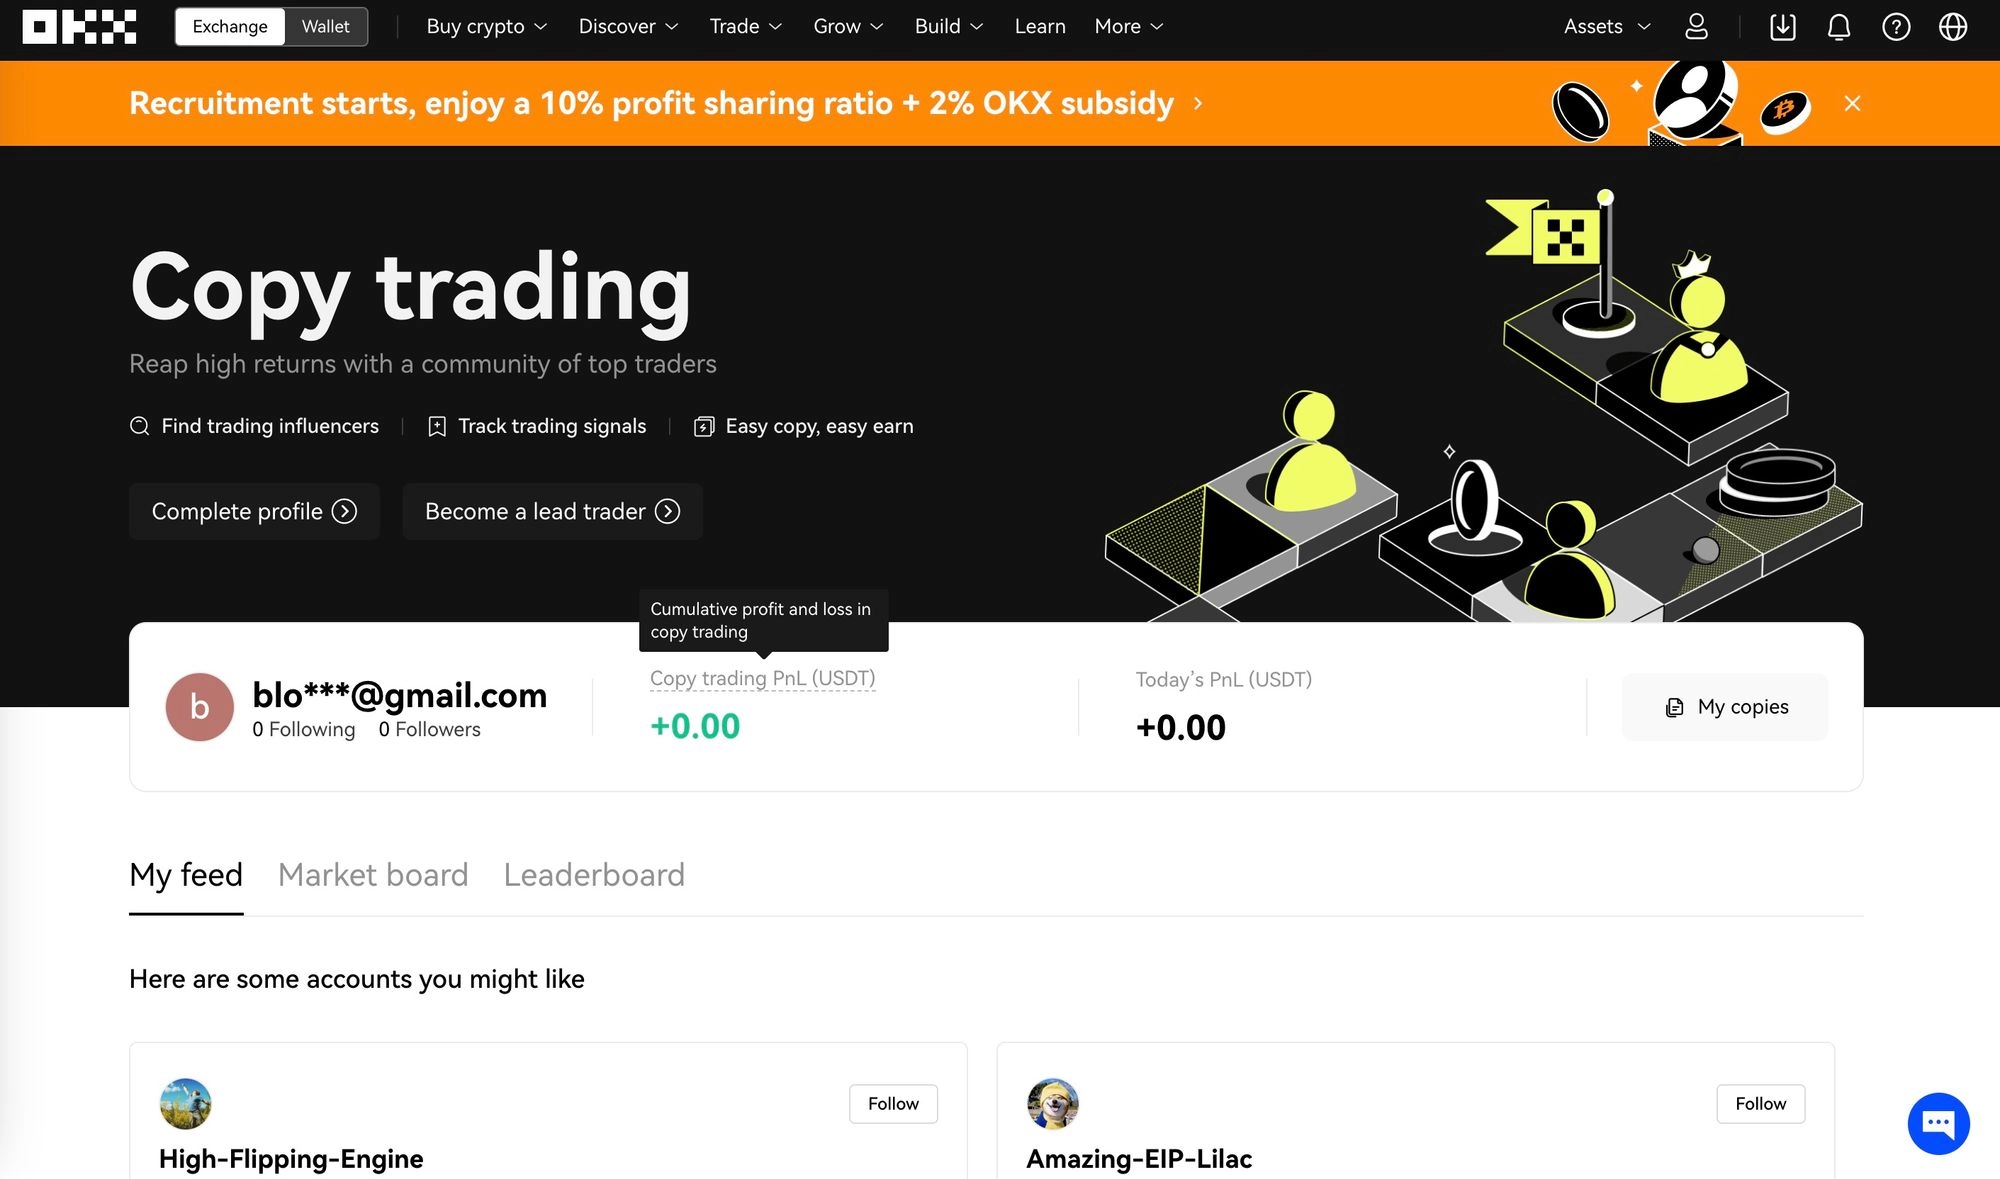 OKX
Exchange
Wallet
Buy crypto
Discover
Trade
Grow
Build
Learn
More
Assets
Recruitment starts, enjoy a 10% profit sharing ratio + 2% OKX subsidy
Copy trading
Reap high returns with a community of top traders
Find trading influencers
Track trading signals
Easy copy, easy earn
Complete profile
Become a lead trader
Cumulative profit and loss in
copy trading
b
blo***@gmail.com
0 Following 0 Followers
Copy trading PnL (USDT)
+0.00
Today’s PnL (USDT)
+0.00
My copies
My feed
Market board
Leaderboard
Here are some accounts you might like
Follow
High-Flipping-Engine
Follow
Amazing-EIP-Lilac